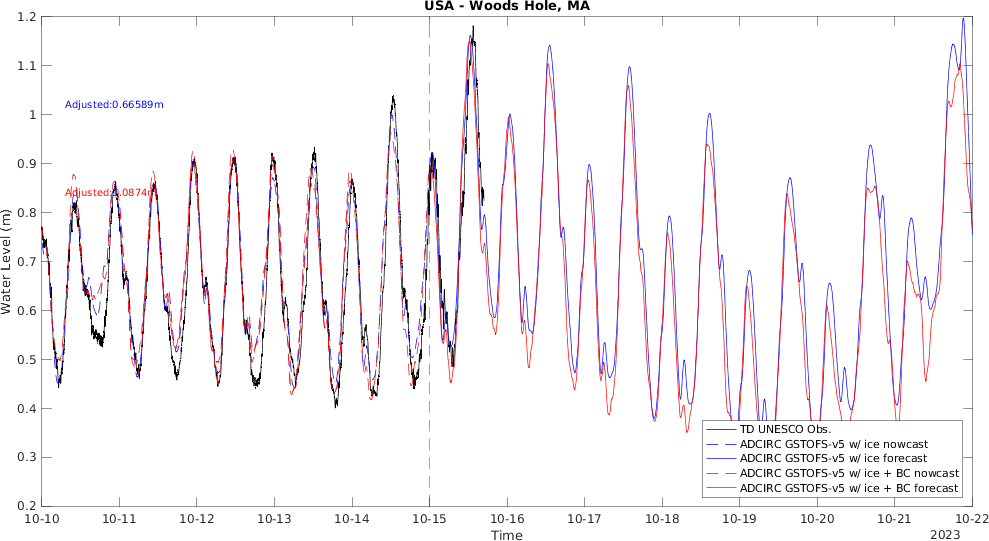 USA - Woods Hole, MA
1.2
1.1
1
0.9
0.8
0.7
0.6
0.5
0.4
0.3
0.2
Water Level (m)
Adjusted:0.66589m
TD UNESCO Obs.
ADCIRC GSTOFS-v5 w/ ice nowcast
ADCIRC GSTOFS-v5 w/ ice forecast
ADCIRC GSTOFS-v5 w/ ice + BC nowcast
ADCIRC GSTOFS-v5 w/ ice + BC forecast
10-10 10-11 10-12 10-13 10-14 10-15 10-16 10-17 10-18 10-19 10-20 10-21 10-22
Time
2023